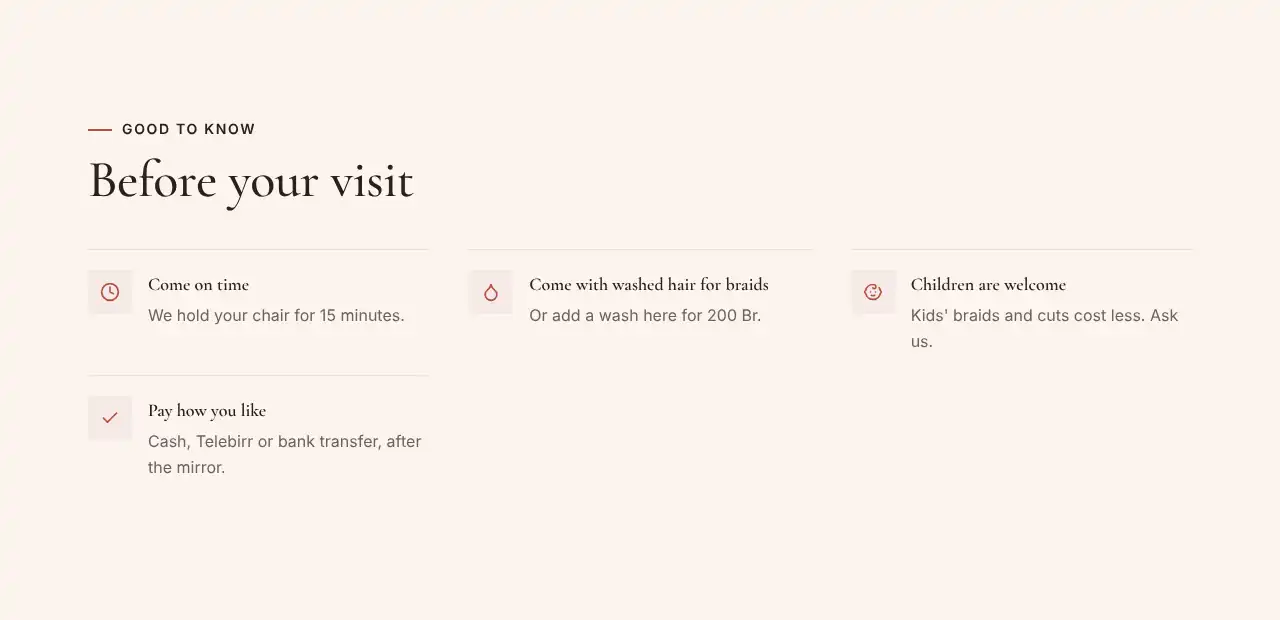 GOOD TO KNOW
Before your visit
Come on time
We hold your chair for 15 minutes.
Come with washed hair for braids
Or add a wash here for 200 Br.
Children are welcome
Kids' braids and cuts cost less. Ask
us.
Pay how you like
Cash, Telebirr or bank transfer, after
the mirror.